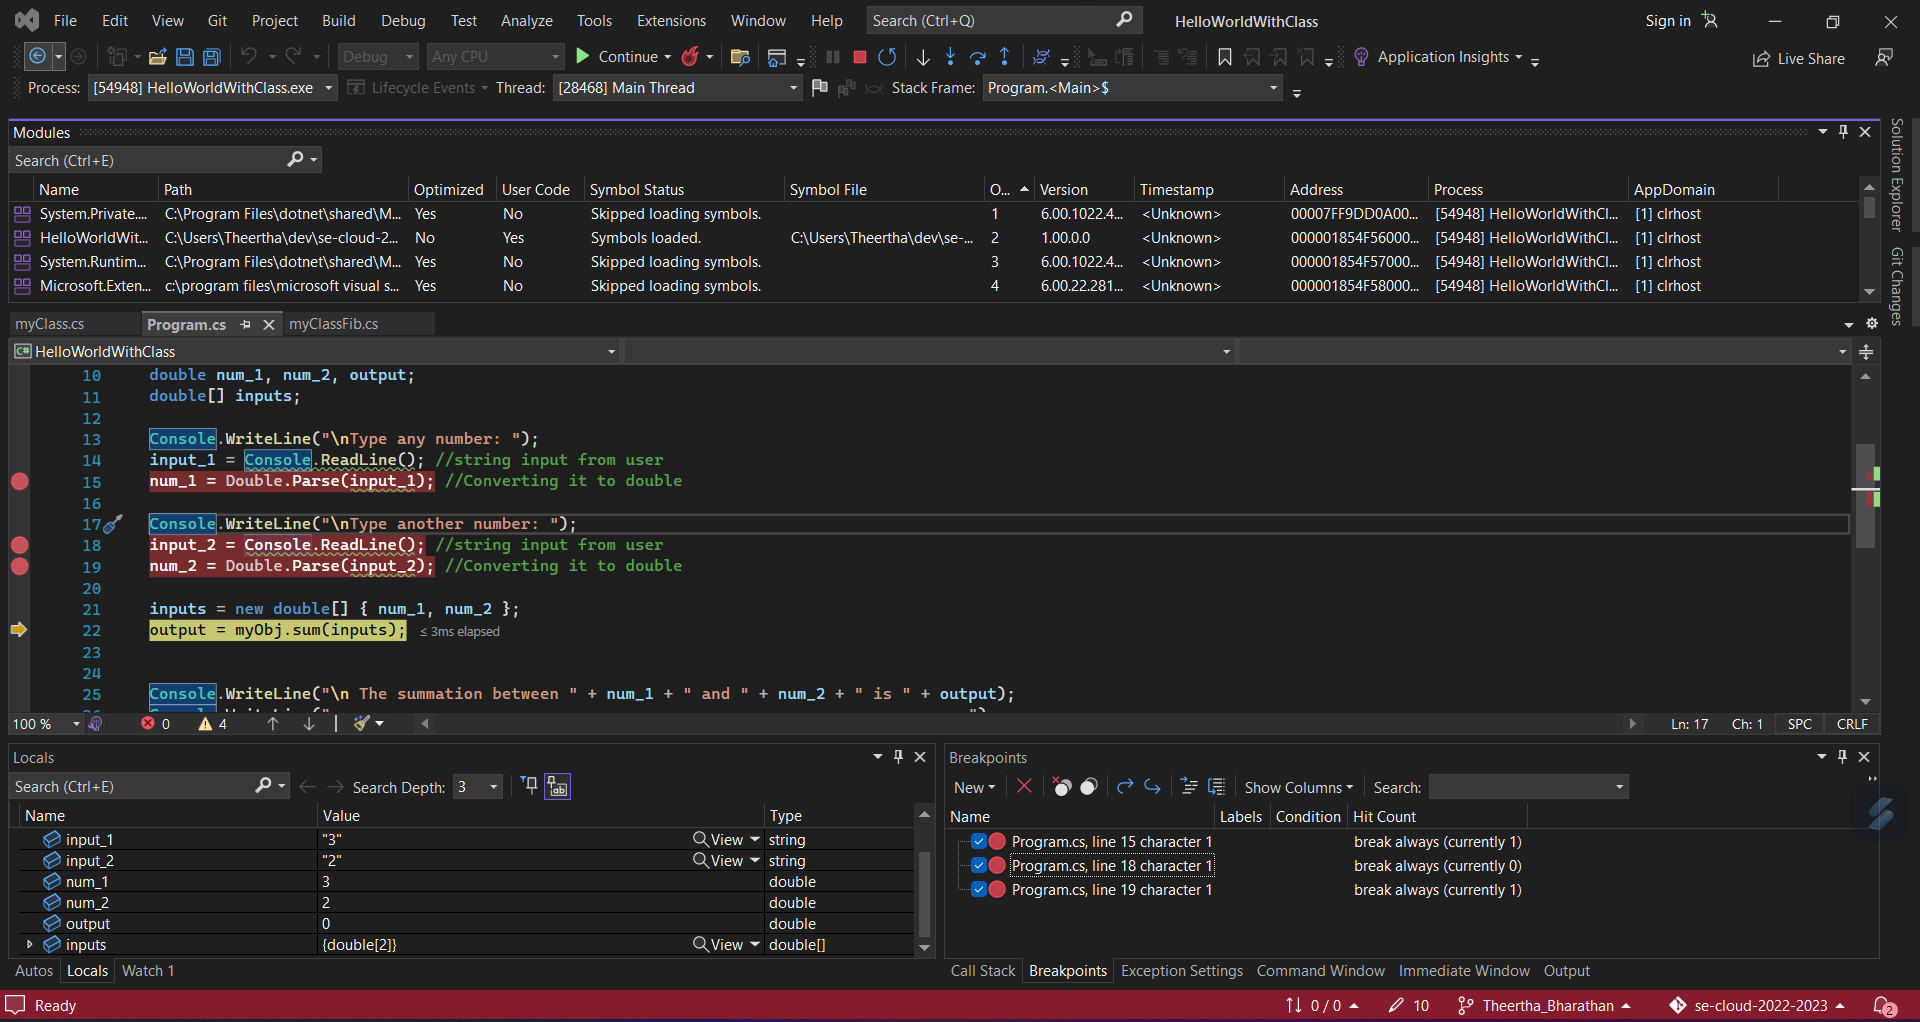 File Edit View Git Project Build Debug Test Analyze Tools Extensions Window Help Search (Ctrl+Q) HelloWorldWithClass Sign in
Debug Any CPU Continue Application Insights Live Share
Process: [54948] HelloWorldWithClass.exe Lifecycle Events Thread: [28468] Main Thread Stack Frame: Program.<Main>$
Modules
Search (Ctrl+E)
Name Path Optimized User Code Symbol Status Symbol File O... Version Timestamp Address Process AppDomain
System.Private.... C:\Program Files\dotnet\shared\M... Yes No Skipped loading symbols. 1 6.00.1022.4... <Unknown> 00007FF9DD0A00... [54948] HelloWorldWithCl... [1] clrhost
HelloWorldWit... C:\Users\Theertha\dev\se-cloud-2... No Yes Symbols loaded. C:\Users\Theertha\dev\se-... 2 1.00.0.0 <Unknown> 000001854F56000... [54948] HelloWorldWithCl... [1] clrhost
System.Runtim... C:\Program Files\dotnet\shared\M... Yes No Skipped loading symbols. 3 6.00.1022.4... <Unknown> 000001854F57000... [54948] HelloWorldWithCl... [1] clrhost
Microsoft.Exten... c:\program files\microsoft visual s... Yes No Skipped loading symbols. 4 6.00.22.281... <Unknown> 000001854F58000... [54948] HelloWorldWithCl... [1] clrhost
Solution Explorer
Git Changes
myClass.cs Program.cs myClassFib.cs
C# HelloWorldWithClass
10 double num_1, num_2, output;
11 double[] inputs;
12
13 Console.WriteLine("\nType any number: ");
14 input_1 = Console.ReadLine(); //string input from user
15 num_1 = Double.Parse(input_1); //Converting it to double
16
17 Console.WriteLine("\nType another number: ");
18 input_2 = Console.ReadLine(); //string input from user
19 num_2 = Double.Parse(input_2); //Converting it to double
20
21 inputs = new double[] { num_1, num_2 };
22 output = myObj.sum(inputs); ≤ 3ms elapsed
23
24
25 Console.WriteLine("\n The summation between " + num_1 + " and " + num_2 + " is " + output);
100 % 0 4 Ln: 17 Ch: 1 SPC CRLF
Locals
Search (Ctrl+E) Search Depth: 3
Name Value Type
input_1 "3" View string
input_2 "2" View string
num_1 3 double
num_2 2 double
output 0 double
inputs {double[2]} View double[]
Autos Locals Watch 1
Breakpoints
New Show Columns Search:
Name Labels Condition Hit Count
Program.cs, line 15 character 1 break always (currently 1)
Program.cs, line 18 character 1 break always (currently 0)
Program.cs, line 19 character 1 break always (currently 1)
Call Stack Breakpoints Exception Settings Command Window Immediate Window Output
Ready 0 / 0 10 Theertha_Bharathan se-cloud-2022-2023 2